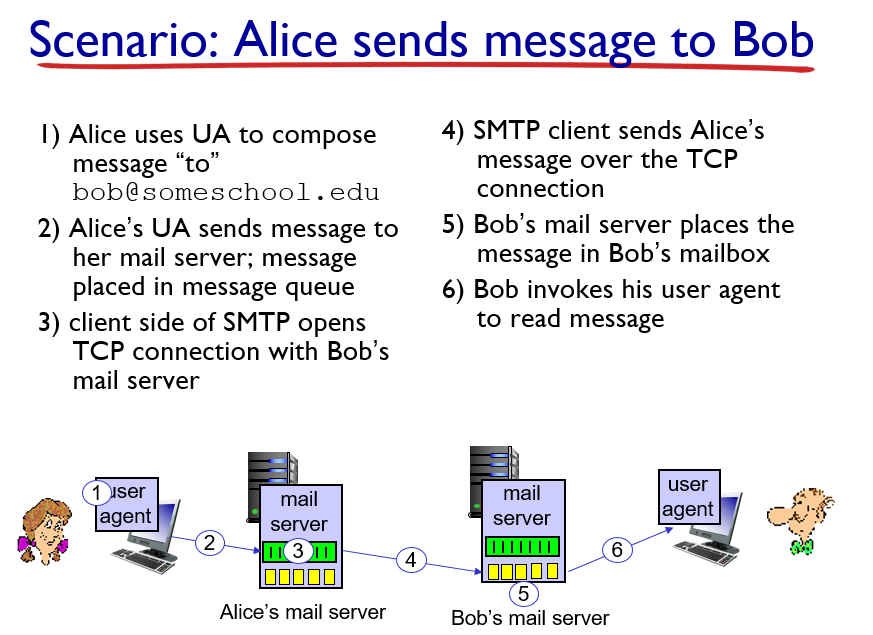 Scenario: Alice sends message to Bob
1) Alice uses UA to compose
message “to”
bob@someschool.edu
2) Alice’s UA sends message to
her mail server; message
placed in message queue
3) client side of SMTP opens
TCP connection with Bob’s
mail server
4) SMTP client sends Alice’s
message over the TCP
connection
5) Bob’s mail server places the
message in Bob’s mailbox
6) Bob invokes his user agent
to read message
1
user
agent
2
mail
server
3
Alice’s mail server
4
mail
server
5
Bob’s mail server
6
user
agent